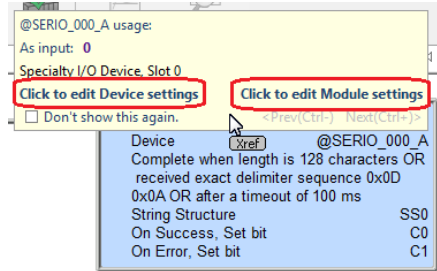 @SERIO_000_A usage:
As input: 0
Specialty I/O Device, Slot 0
Click to edit Device settings Click to edit Module settings
Don't show this again. <Prev(Ctrl-) Next(Ctrl+)>
Device Xref @SERIO_000_A
Complete when length is 128 characters OR
received exact delimiter sequence 0x0D
0x0A OR after a timeout of 100 ms
String Structure SS0
On Success, Set bit C0
On Error, Set bit C1